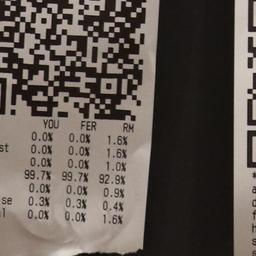 YOU FER RM
0.0% 0.0% 1.6%
st 0.0% 0.0% 1.6%
0.0% 0.0% 1.0%
99.7% 99.7% 92.9%
0.0% 0.0% 0.9%
se 0.3% 0.3% 0.4%
l 0.0% 0.0% 1.6%
*
a
d
f
h
s